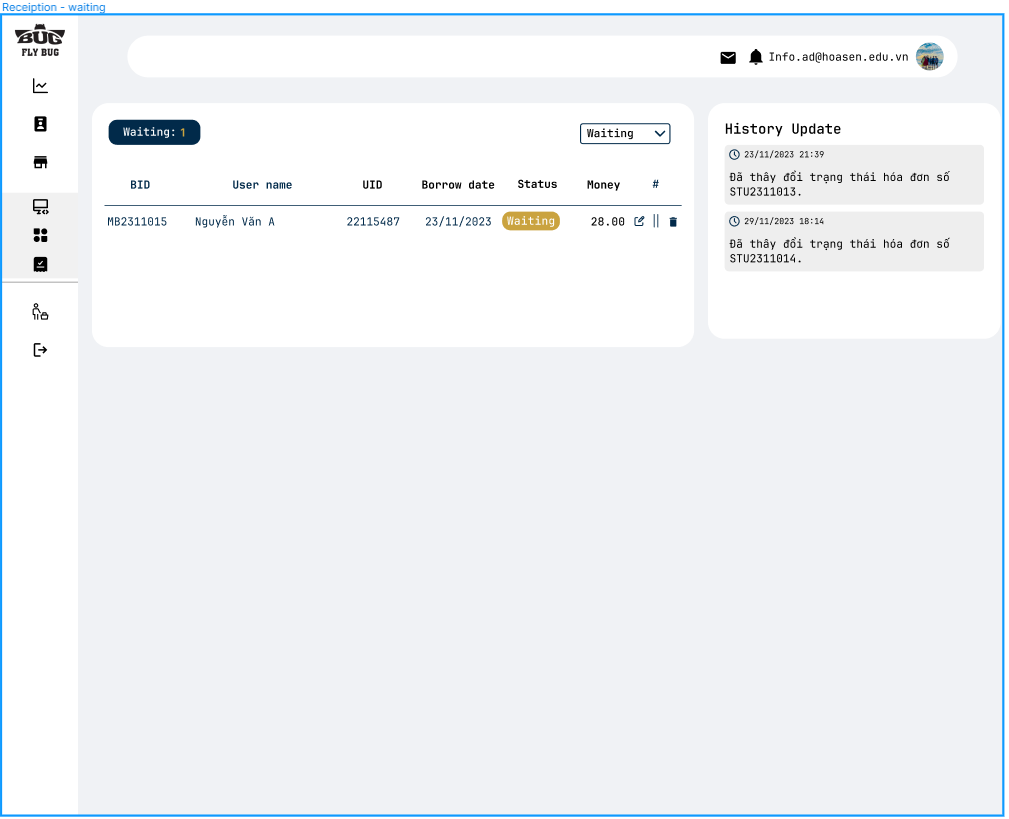 Receiption - waiting
BUG
FLY BUG
Info.ad@hoasen.edu.vn
Waiting: 1
Waiting
BID User name UID Borrow date Status Money #
MB2311015 Nguyễn Văn A 22115487 23/11/2023 Waiting 28.00
History Update
23/11/2023 21:39
Đã thây đổi trạng thái hóa đơn số
STU2311013.
29/11/2023 18:14
Đã thây đổi trạng thái hóa đơn số
STU2311014.